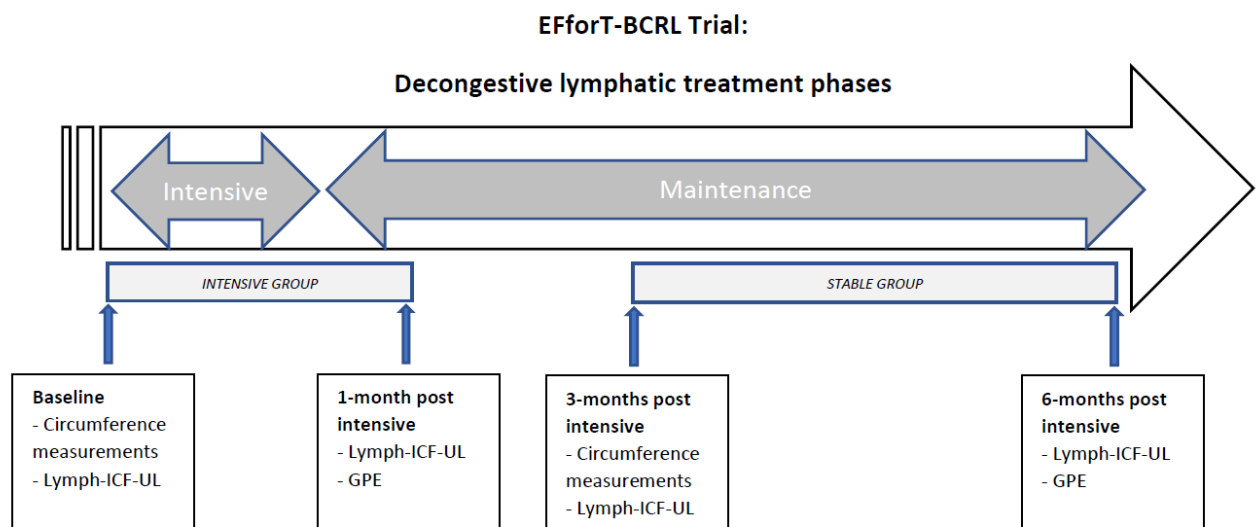 EFforT-BCRL Trial:
Decongestive lymphatic treatment phases
Intensive
Maintenance
INTENSIVE GROUP
STABLE GROUP
Baseline
- Circumference
measurements
- Lymph-ICF-UL
1-month post
intensive
- Lymph-ICF-UL
- GPE
3-months post
intensive
- Circumference
measurements
- Lymph-ICF-UL
6-months post
intensive
- Lymph-ICF-UL
- GPE